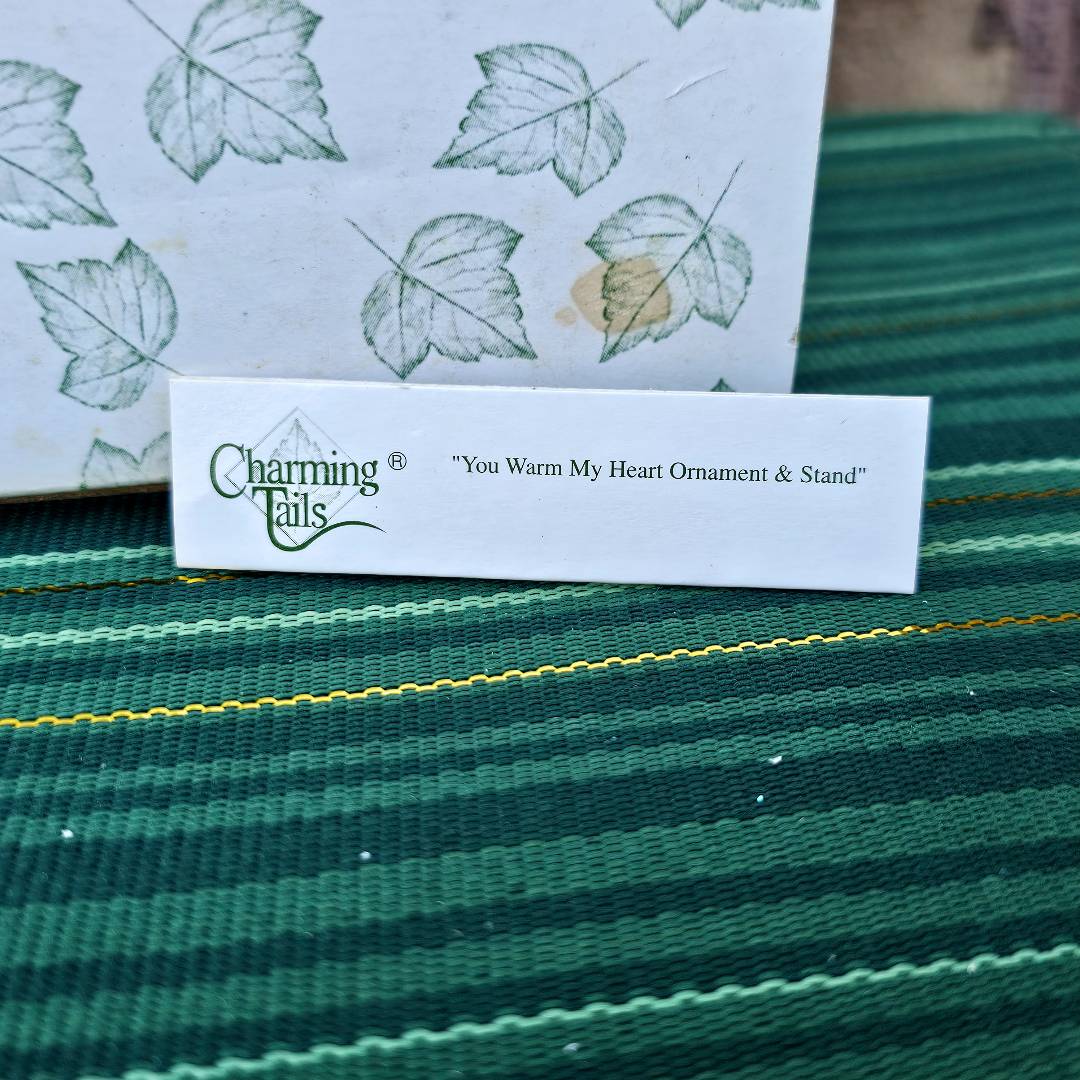 Charming ®
Tails
"You Warm My Heart Ornament & Stand"